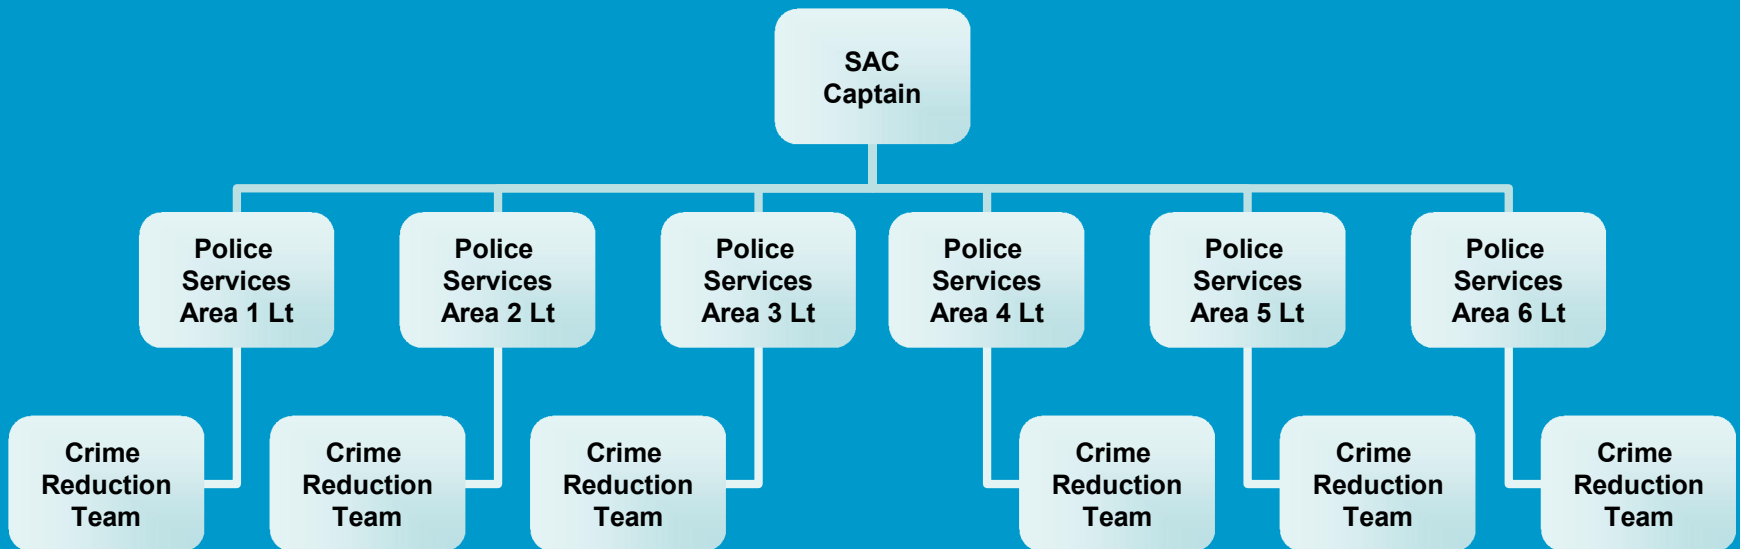 SAC
Captain
Police
Services
Area 1 Lt
Police
Services
Area 2 Lt
Police
Services
Area 3 Lt
Police
Services
Area 4 Lt
Police
Services
Area 5 Lt
Police
Services
Area 6 Lt
Crime
Reduction
Team
Crime
Reduction
Team
Crime
Reduction
Team
Crime
Reduction
Team
Crime
Reduction
Team
Crime
Reduction
Team